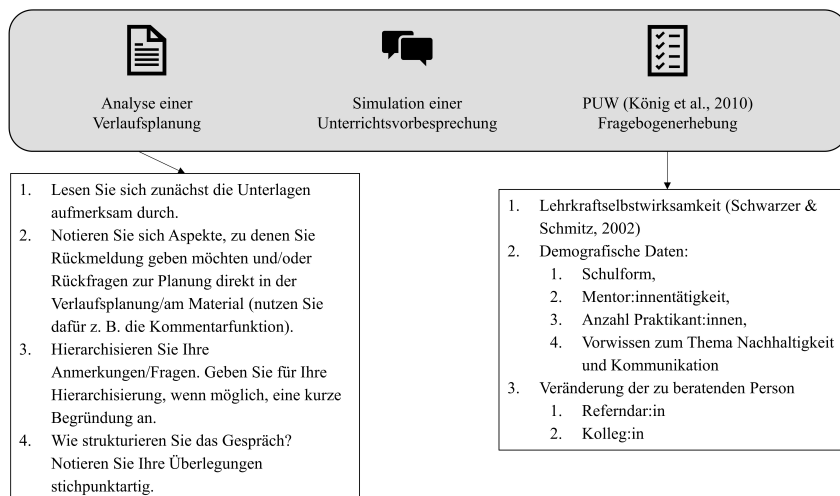 Analyse einer
Verlaufsplanung
Simulation einer
Unterrichtsvorbesprechung
PUW (König et al., 2010)
Fragebogenerhebung
1. Lesen Sie sich zunächst die Unterlagen
aufmerksam durch.
2. Notieren Sie sich Aspekte, zu denen Sie
Rückmeldung geben möchten und/oder
Rückfragen zur Planung direkt in der
Verlaufsplanung/am Material (nutzen Sie
dafür z. B. die Kommentarfunktion).
3. Hierarchisieren Sie Ihre
Anmerkungen/Fragen. Geben Sie für Ihre
Hierarchisierung, wenn möglich, eine kurze
Begründung an.
4. Wie strukturieren Sie das Gespräch?
Notieren Sie Ihre Überlegungen
stichpunktartig.
1. Lehrkraftselbstwirksamkeit (Schwarzer &
Schmitz, 2002)
2. Demografische Daten:
1. Schulform,
2. Mentor:innentätigkeit,
3. Anzahl Praktikant:innen,
4. Vorwissen zum Thema Nachhaltigkeit
und Kommunikation
3. Veränderung der zu beratenden Person
1. Referndar:in
2. Kolleg:in